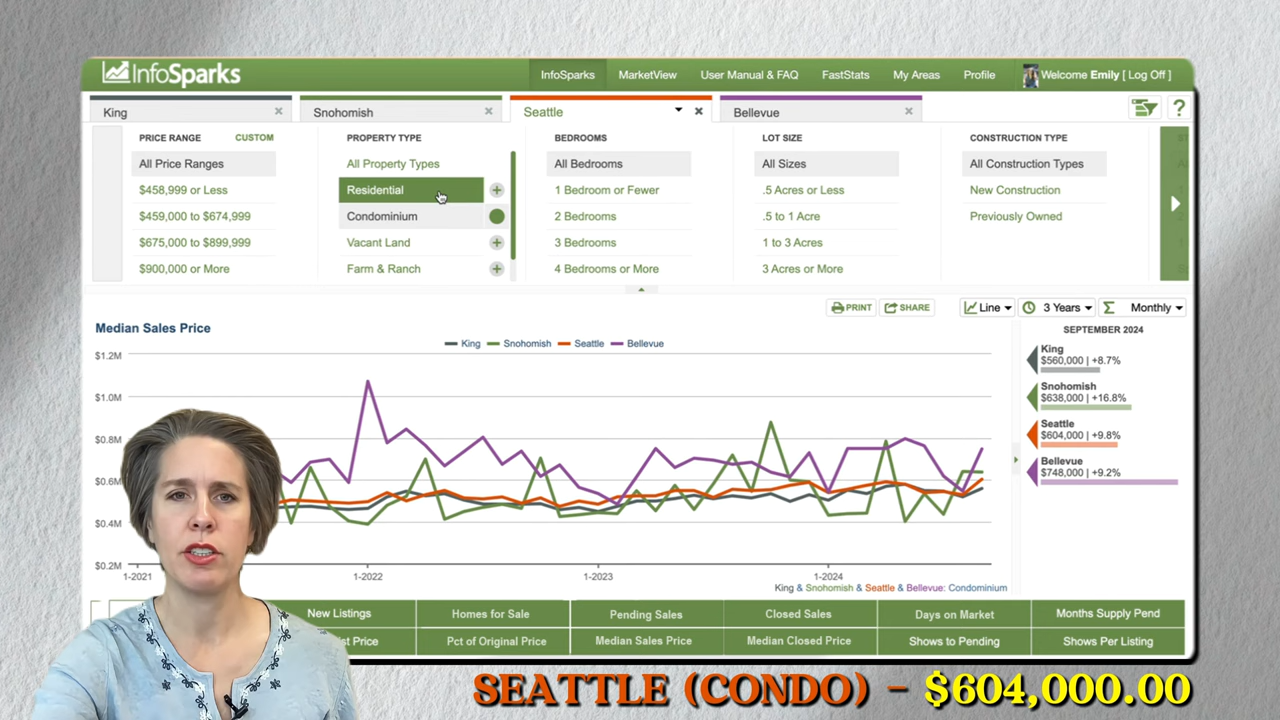 InfoSparks
InfoSparks MarketView User Manual & FAQ FastStats My Areas Profile Welcome Emily [ Log Off ]
King × Snohomish × Seattle × Bellevue × ?
PRICE RANGE CUSTOM
All Price Ranges
$458,999 or Less
$459,000 to $674,999
$675,000 to $899,999
$900,000 or More
PROPERTY TYPE
All Property Types
Residential
Condominium
Vacant Land
Farm & Ranch
BEDROOMS
All Bedrooms
1 Bedroom or Fewer
2 Bedrooms
3 Bedrooms
4 Bedrooms or More
LOT SIZE
All Sizes
.5 Acres or Less
.5 to 1 Acre
1 to 3 Acres
3 Acres or More
CONSTRUCTION TYPE
All Construction Types
New Construction
Previously Owned
PRINT SHARE Line 3 Years Σ Monthly
Median Sales Price
King Snohomish Seattle Bellevue
$1.2M
$1.0M
$0.8M
$0.6M
$0.4M
$0.2M
1-2021 1-2022 1-2023 1-2024
King & Snohomish & Seattle & Bellevue: Condominium
SEPTEMBER 2024
King
$560,000 | +8.7%
Snohomish
$638,000 | +16.8%
Seattle
$604,000 | +9.8%
Bellevue
$748,000 | +9.2%
New Listings Homes for Sale Pending Sales Closed Sales Days on Market Months Supply Pend
Price Pct of Original Price Median Sales Price Median Closed Price Shows to Pending Shows Per Listing
SEATTLE (CONDO) - $604,000.00